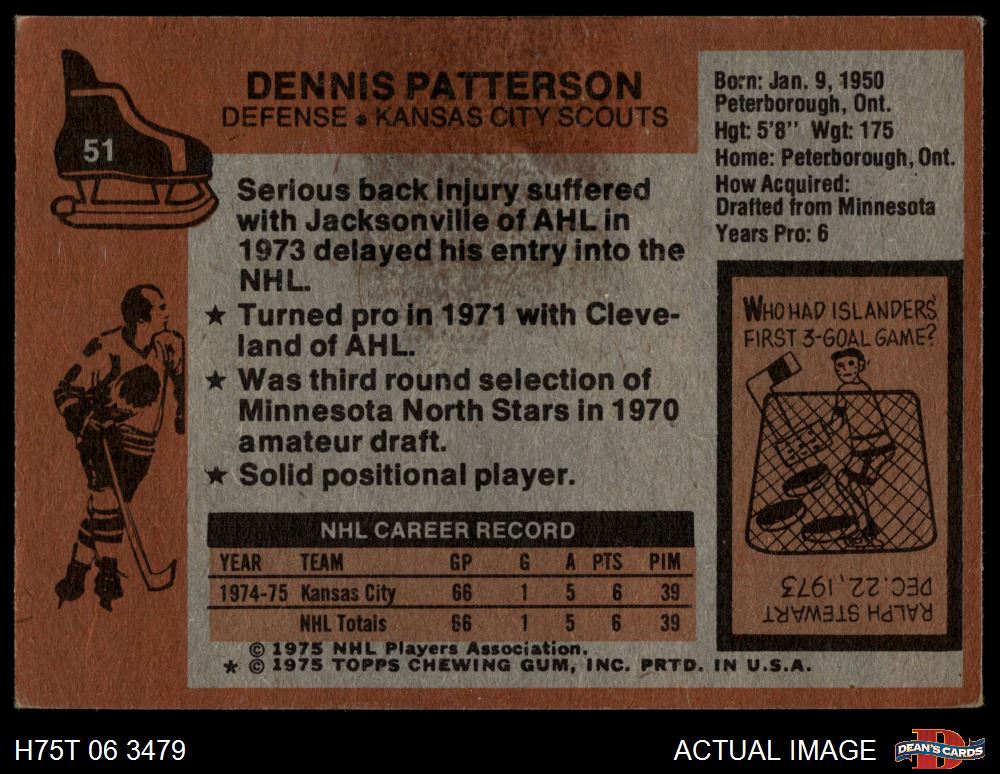 51
DENNIS PATTERSON
DEFENSE • KANSAS CITY SCOUTS
Serious back injury suffered
with Jacksonville of AHL in
1973 delayed his entry into the
NHL.
★ Turned pro in 1971 with Cleve-
land of AHL.
★ Was third round selection of
Minnesota North Stars in 1970
amateur draft.
★ Solid positional player.
NHL CAREER RECORD
YEAR TEAM GP G A PTS PIM
1974-75 Kansas City 66 1 5 6 39
NHL Totals 66 1 5 6 39
© 1975 NHL Players Association.
★ © 1975 TOPPS CHEWING GUM, INC. PRTD. IN U.S.A.
Born: Jan. 9, 1950
Peterborough, Ont.
Hgt: 5'8" Wgt: 175
Home: Peterborough, Ont.
How Acquired:
Drafted from Minnesota
Years Pro: 6
WHO HAD ISLANDERS'
FIRST 3-GOAL GAME?
RALPH STEWART
DEC. 22, 1973
H75T 06 3479
ACTUAL IMAGE
D
DEAN'S CARDS